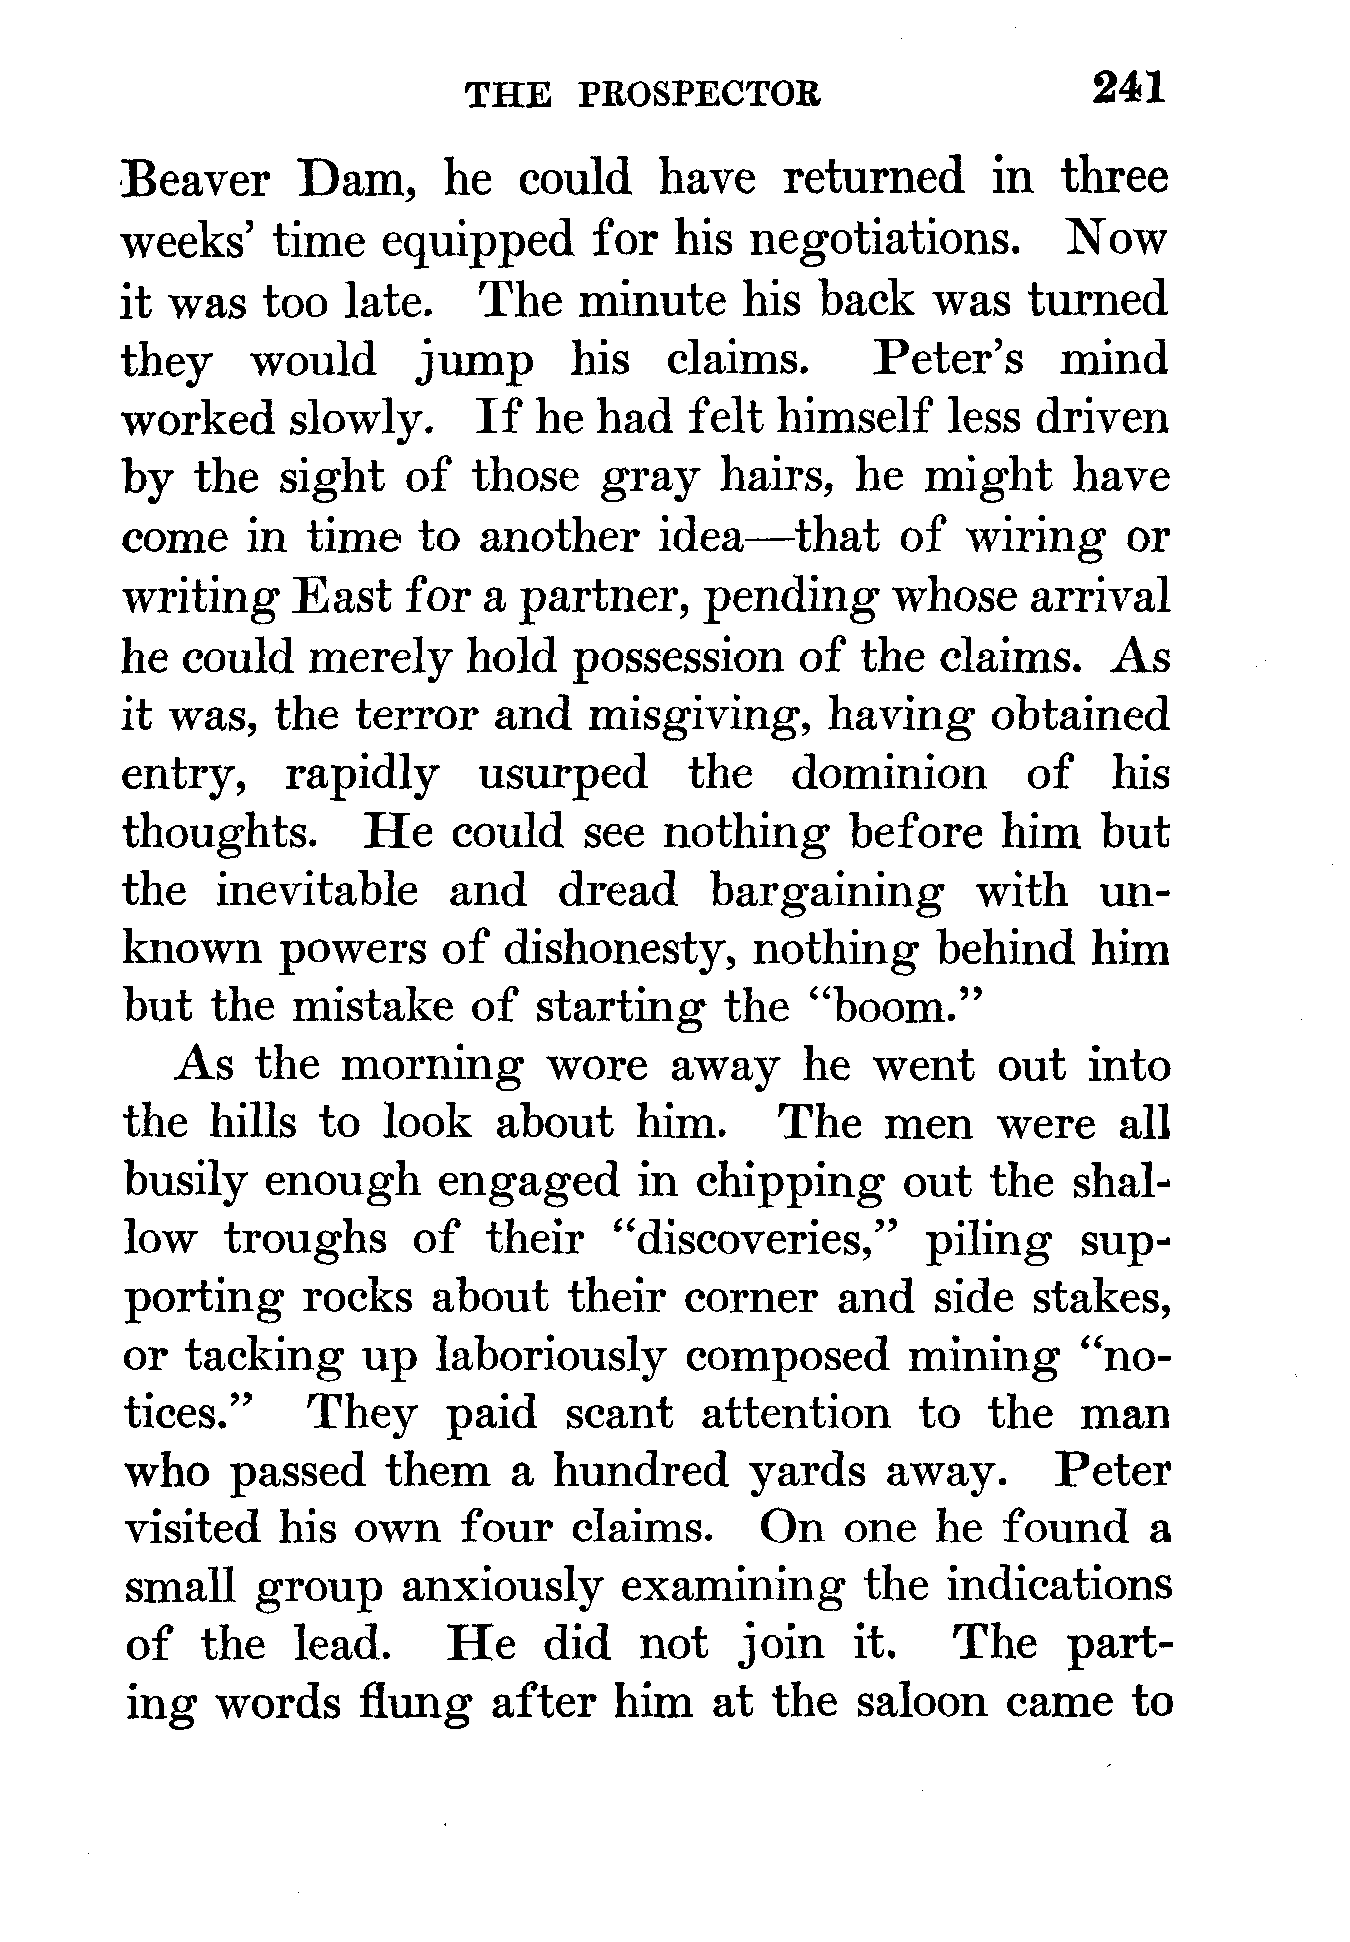 THE PROSPECTOR 241
Beaver Dam, he could have returned in three
weeks' time equipped for his negotiations. Now
it was too late. The minute his back was turned
they would jump his claims. Peter's mind
worked slowly. If he had felt himself less driven
by the sight of those gray hairs, he might have
come in time to another idea—that of wiring or
writing East for a partner, pending whose arrival
he could merely hold possession of the claims. As
it was, the terror and misgiving, having obtained
entry, rapidly usurped the dominion of his
thoughts. He could see nothing before him but
the inevitable and dread bargaining with un-
known powers of dishonesty, nothing behind him
but the mistake of starting the “boom.”
As the morning wore away he went out into
the hills to look about him. The men were all
busily enough engaged in chipping out the shal-
low troughs of their “discoveries,” piling sup-
porting rocks about their corner and side stakes,
or tacking up laboriously composed mining “no-
tices.” They paid scant attention to the man
who passed them a hundred yards away. Peter
visited his own four claims. On one he found a
small group anxiously examining the indications
of the lead. He did not join it. The part-
ing words flung after him at the saloon came to